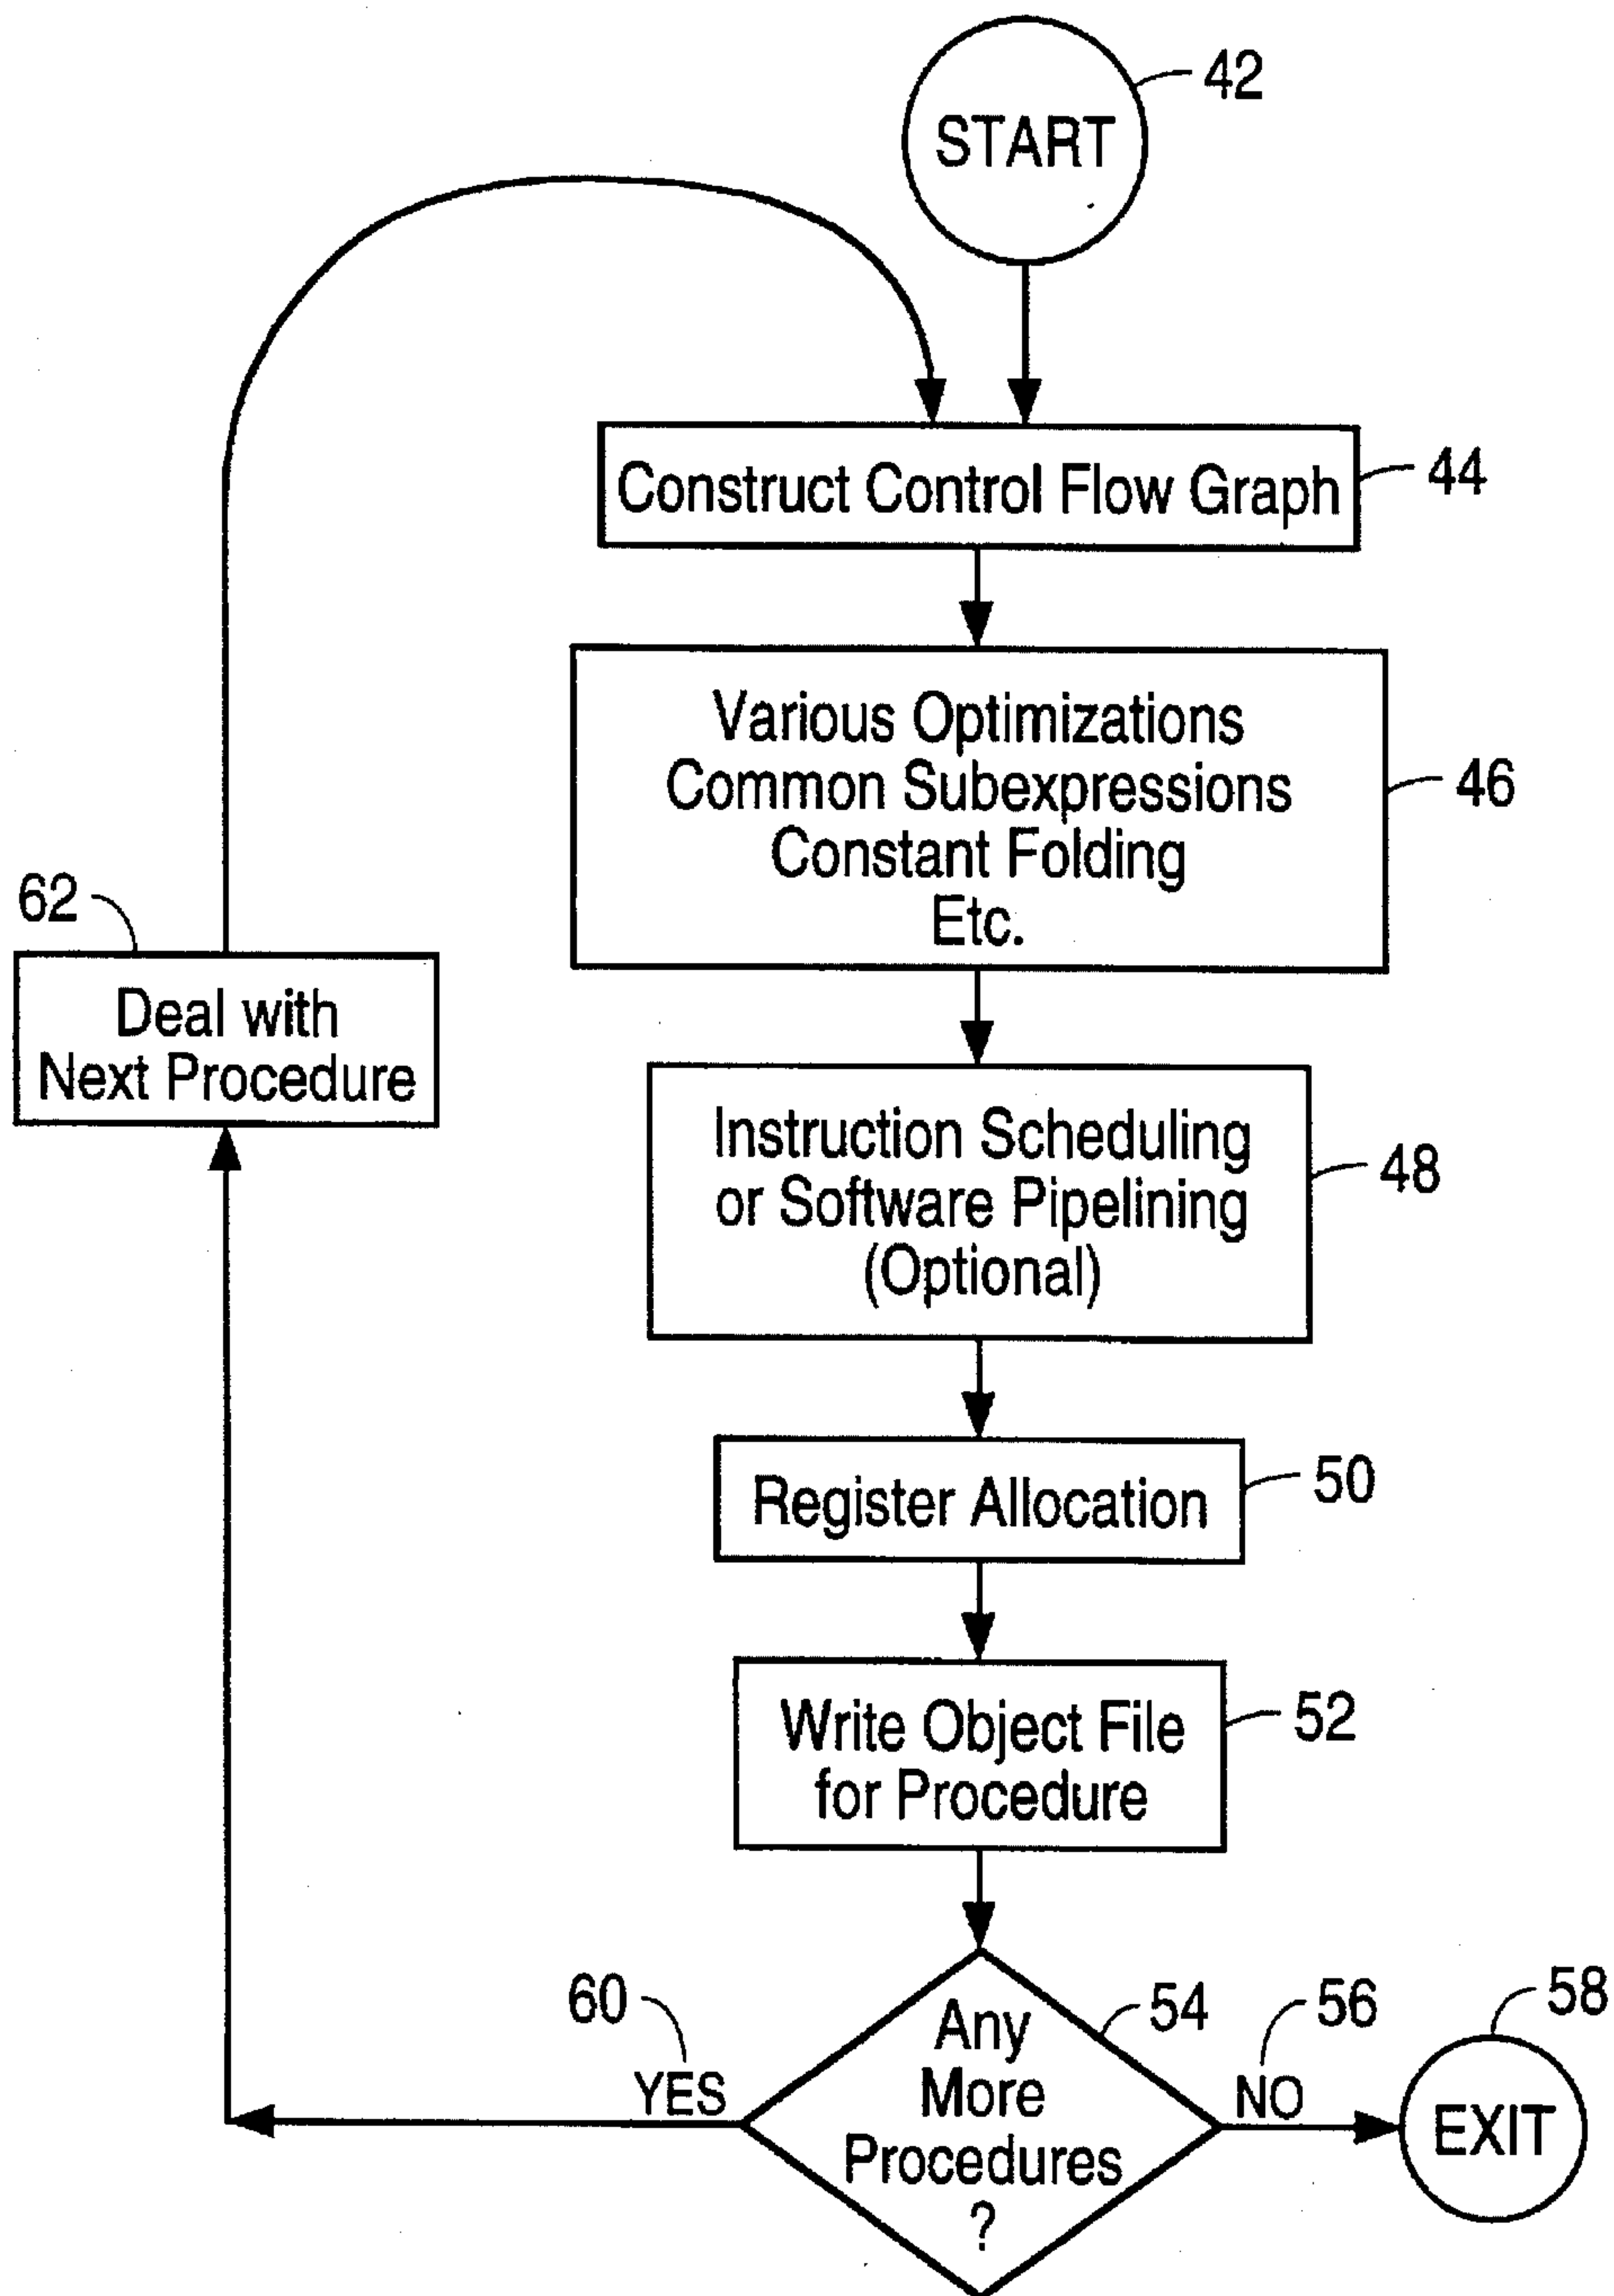 42
START
Construct Control Flow Graph
44
Various Optimizations
Common Subexpressions
Constant Folding
Etc.
46
62
Deal with
Next Procedure
Instruction Scheduling
or Software Pipelining
(Optional)
48
Register Allocation
50
Write Object File
for Procedure
52
60
YES
Any
More
Procedures
?
54
56
NO
58
EXIT